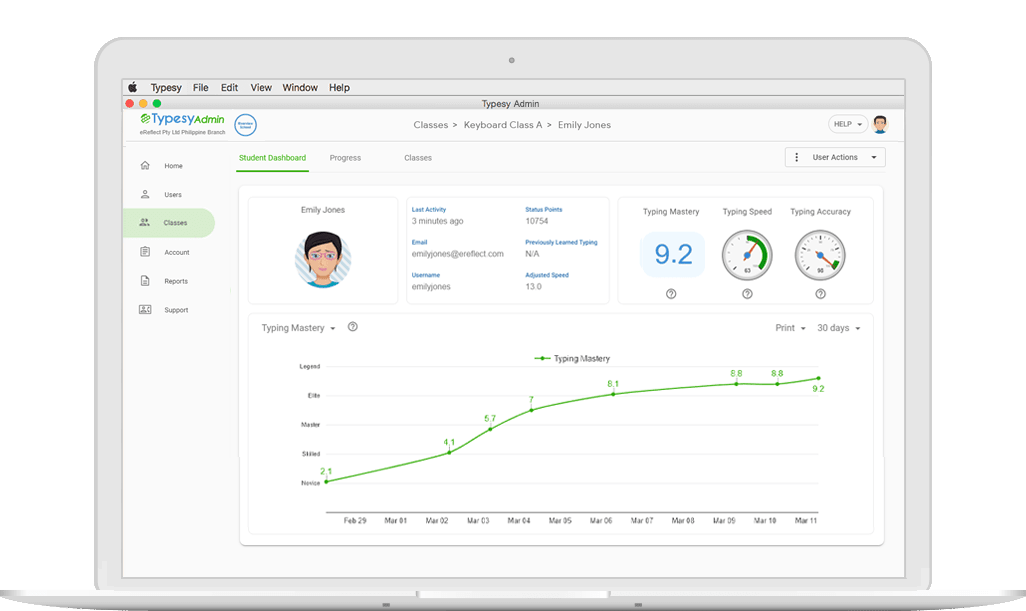 Typesy File Edit View Window Help
Typesy Admin
TypesyAdmin
eReflect Pty Ltd Philippine Branch
Classes > Keyboard Class A > Emily Jones
HELP
Home
Users
Classes
Account
Reports
Support
Student Dashboard Progress Classes
User Actions
Emily Jones
Last Activity
3 minutes ago
Email
emilyjones@ereflect.com
Username
emilyjones
Status Points
10754
Previously Learned Typing
N/A
Adjusted Speed
13.0
Typing Mastery Typing Speed Typing Accuracy
9.2
63
98
Typing Mastery
Print 30 days
Typing Mastery
Legend
Elite
Master
Skilled
Novice
2.1
4.1
5.7
7
8.1
8.8
8.8
9.2
Feb 29 Mar 01 Mar 02 Mar 03 Mar 04 Mar 05 Mar 06 Mar 07 Mar 08 Mar 09 Mar 10 Mar 11